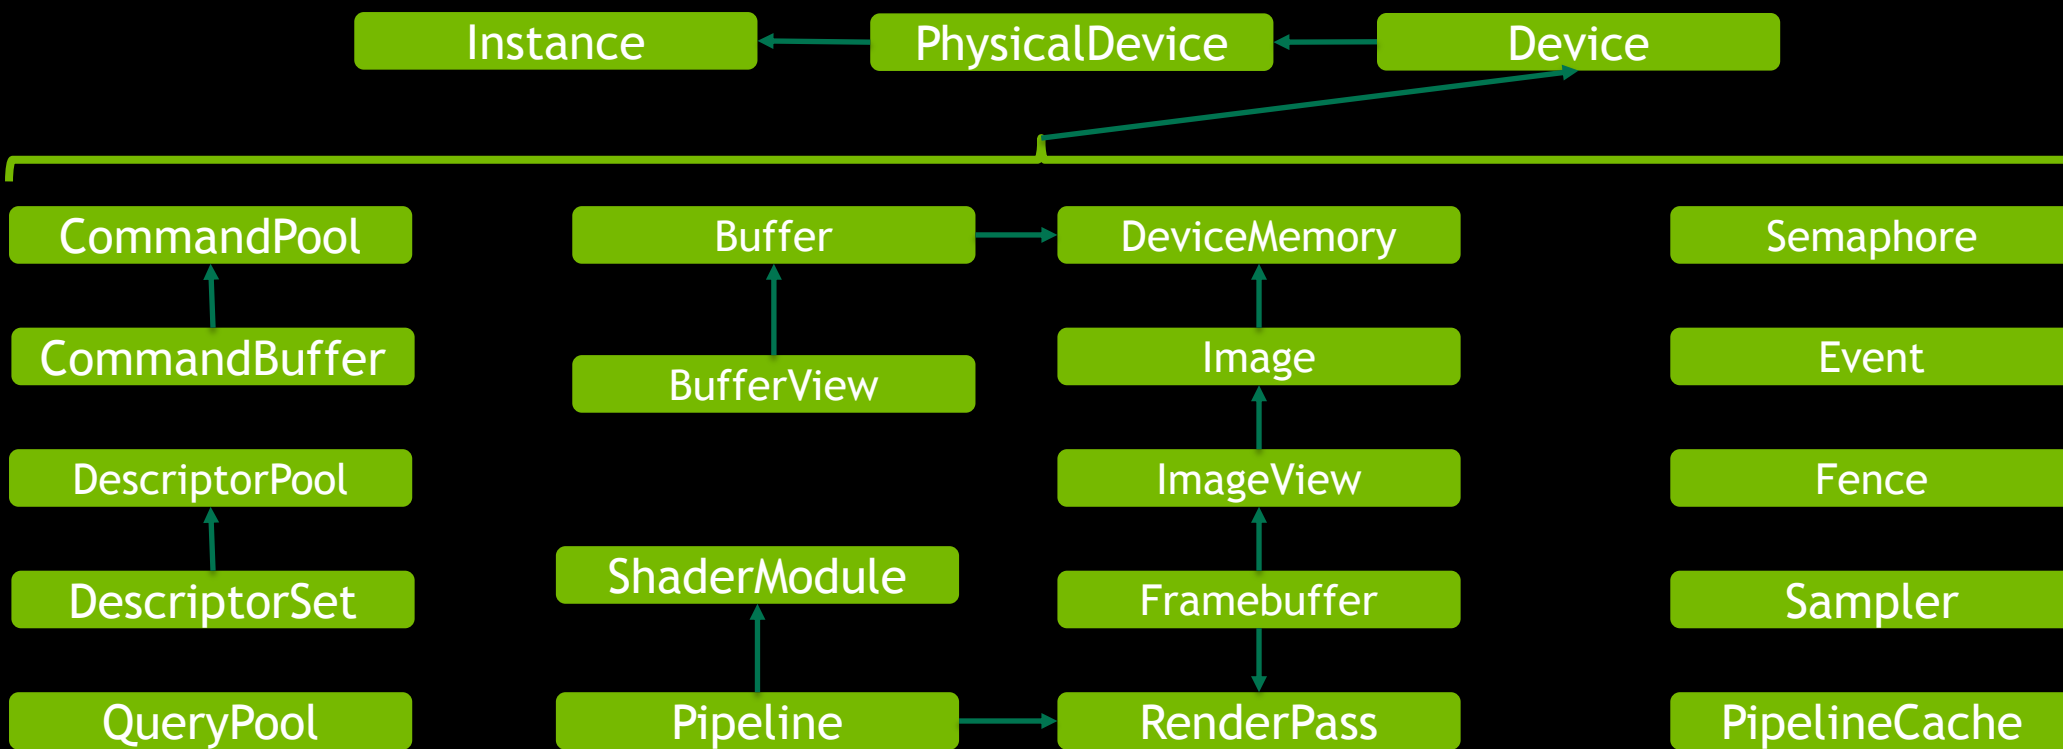 Instance
PhysicalDevice
Device
CommandPool
Buffer
DeviceMemory
Semaphore
CommandBuffer
BufferView
Image
Event
DescriptorPool
ImageView
Fence
DescriptorSet
ShaderModule
Framebuffer
Sampler
QueryPool
Pipeline
RenderPass
PipelineCache